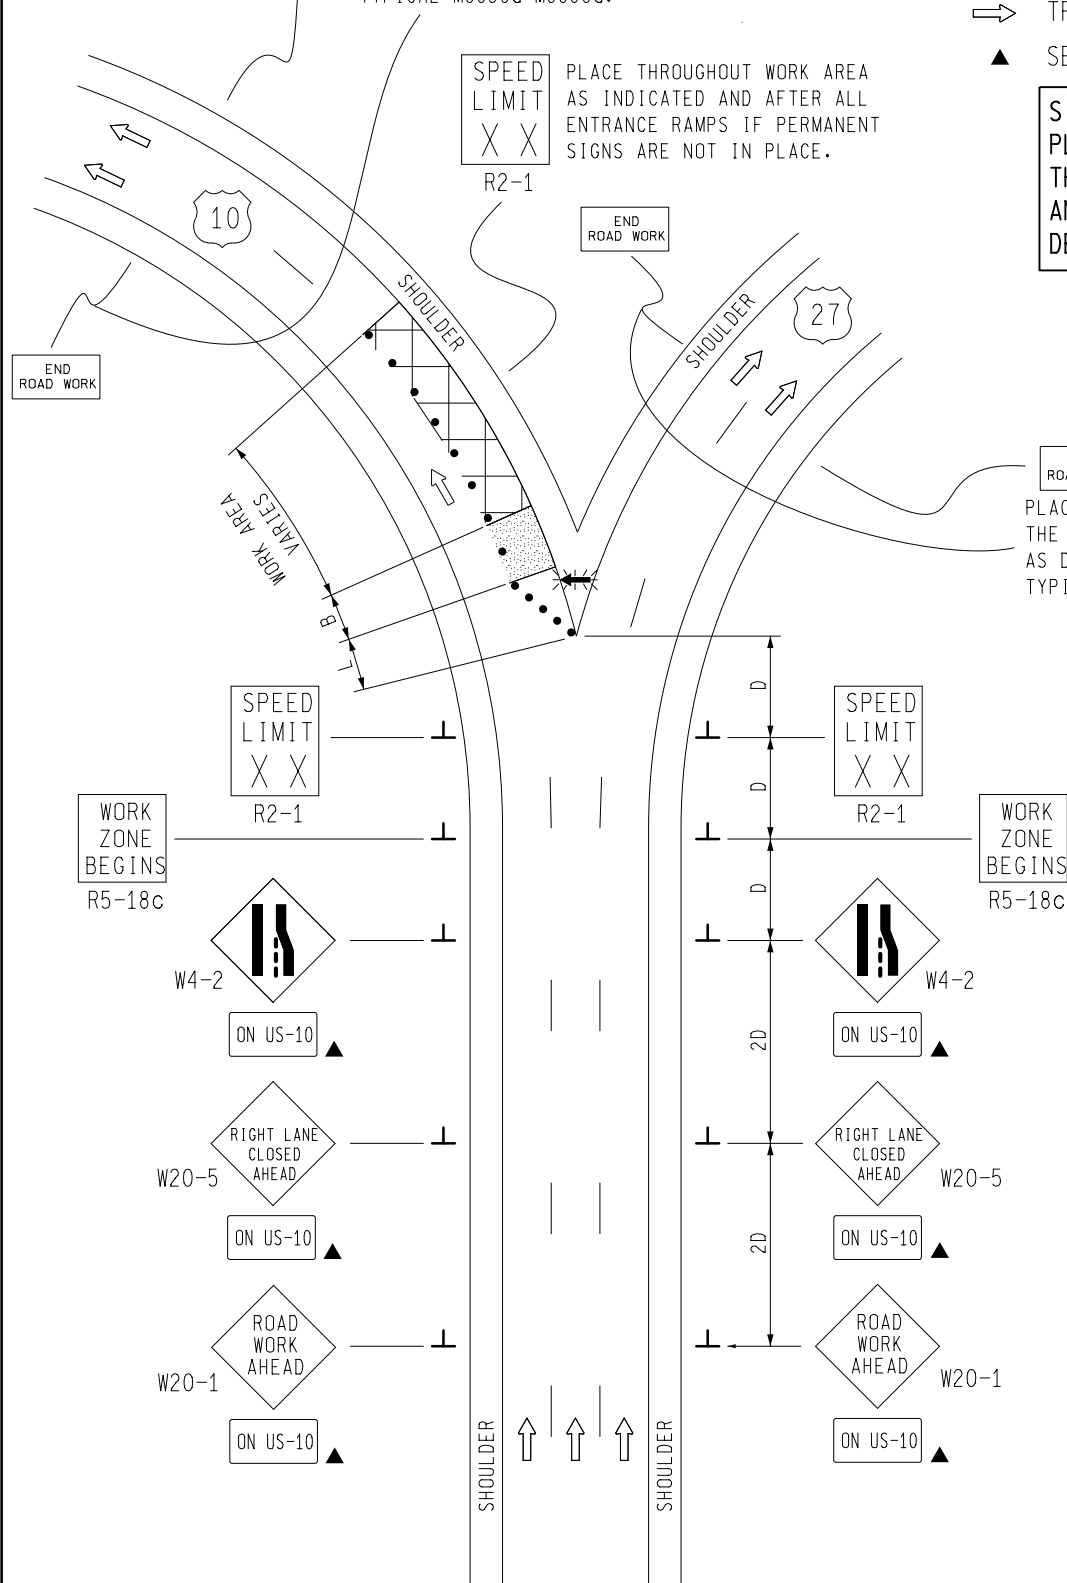 SPEED
LIMIT
X X
R2-1
PLACE THROUGHOUT WORK AREA
AS INDICATED AND AFTER ALL
ENTRANCE RAMPS IF PERMANENT
SIGNS ARE NOT IN PLACE.
10
END
ROAD WORK
27
SHOULDER
SHOULDER
END
ROAD WORK
WORK AREA
VARIES
B
L
D
D
D
2D
2D
SPEED
LIMIT
X X
R2-1
SPEED
LIMIT
X X
R2-1
WORK
ZONE
BEGINS
R5-18c
WORK
ZONE
BEGINS
R5-18c
W4-2
ON US-10
W4-2
ON US-10
RIGHT LANE
CLOSED
AHEAD
W20-5
ON US-10
RIGHT LANE
CLOSED
AHEAD
W20-5
ON US-10
ROAD
WORK
AHEAD
W20-1
ON US-10
ROAD
WORK
AHEAD
W20-1
ON US-10
SHOULDER
SHOULDER
THE